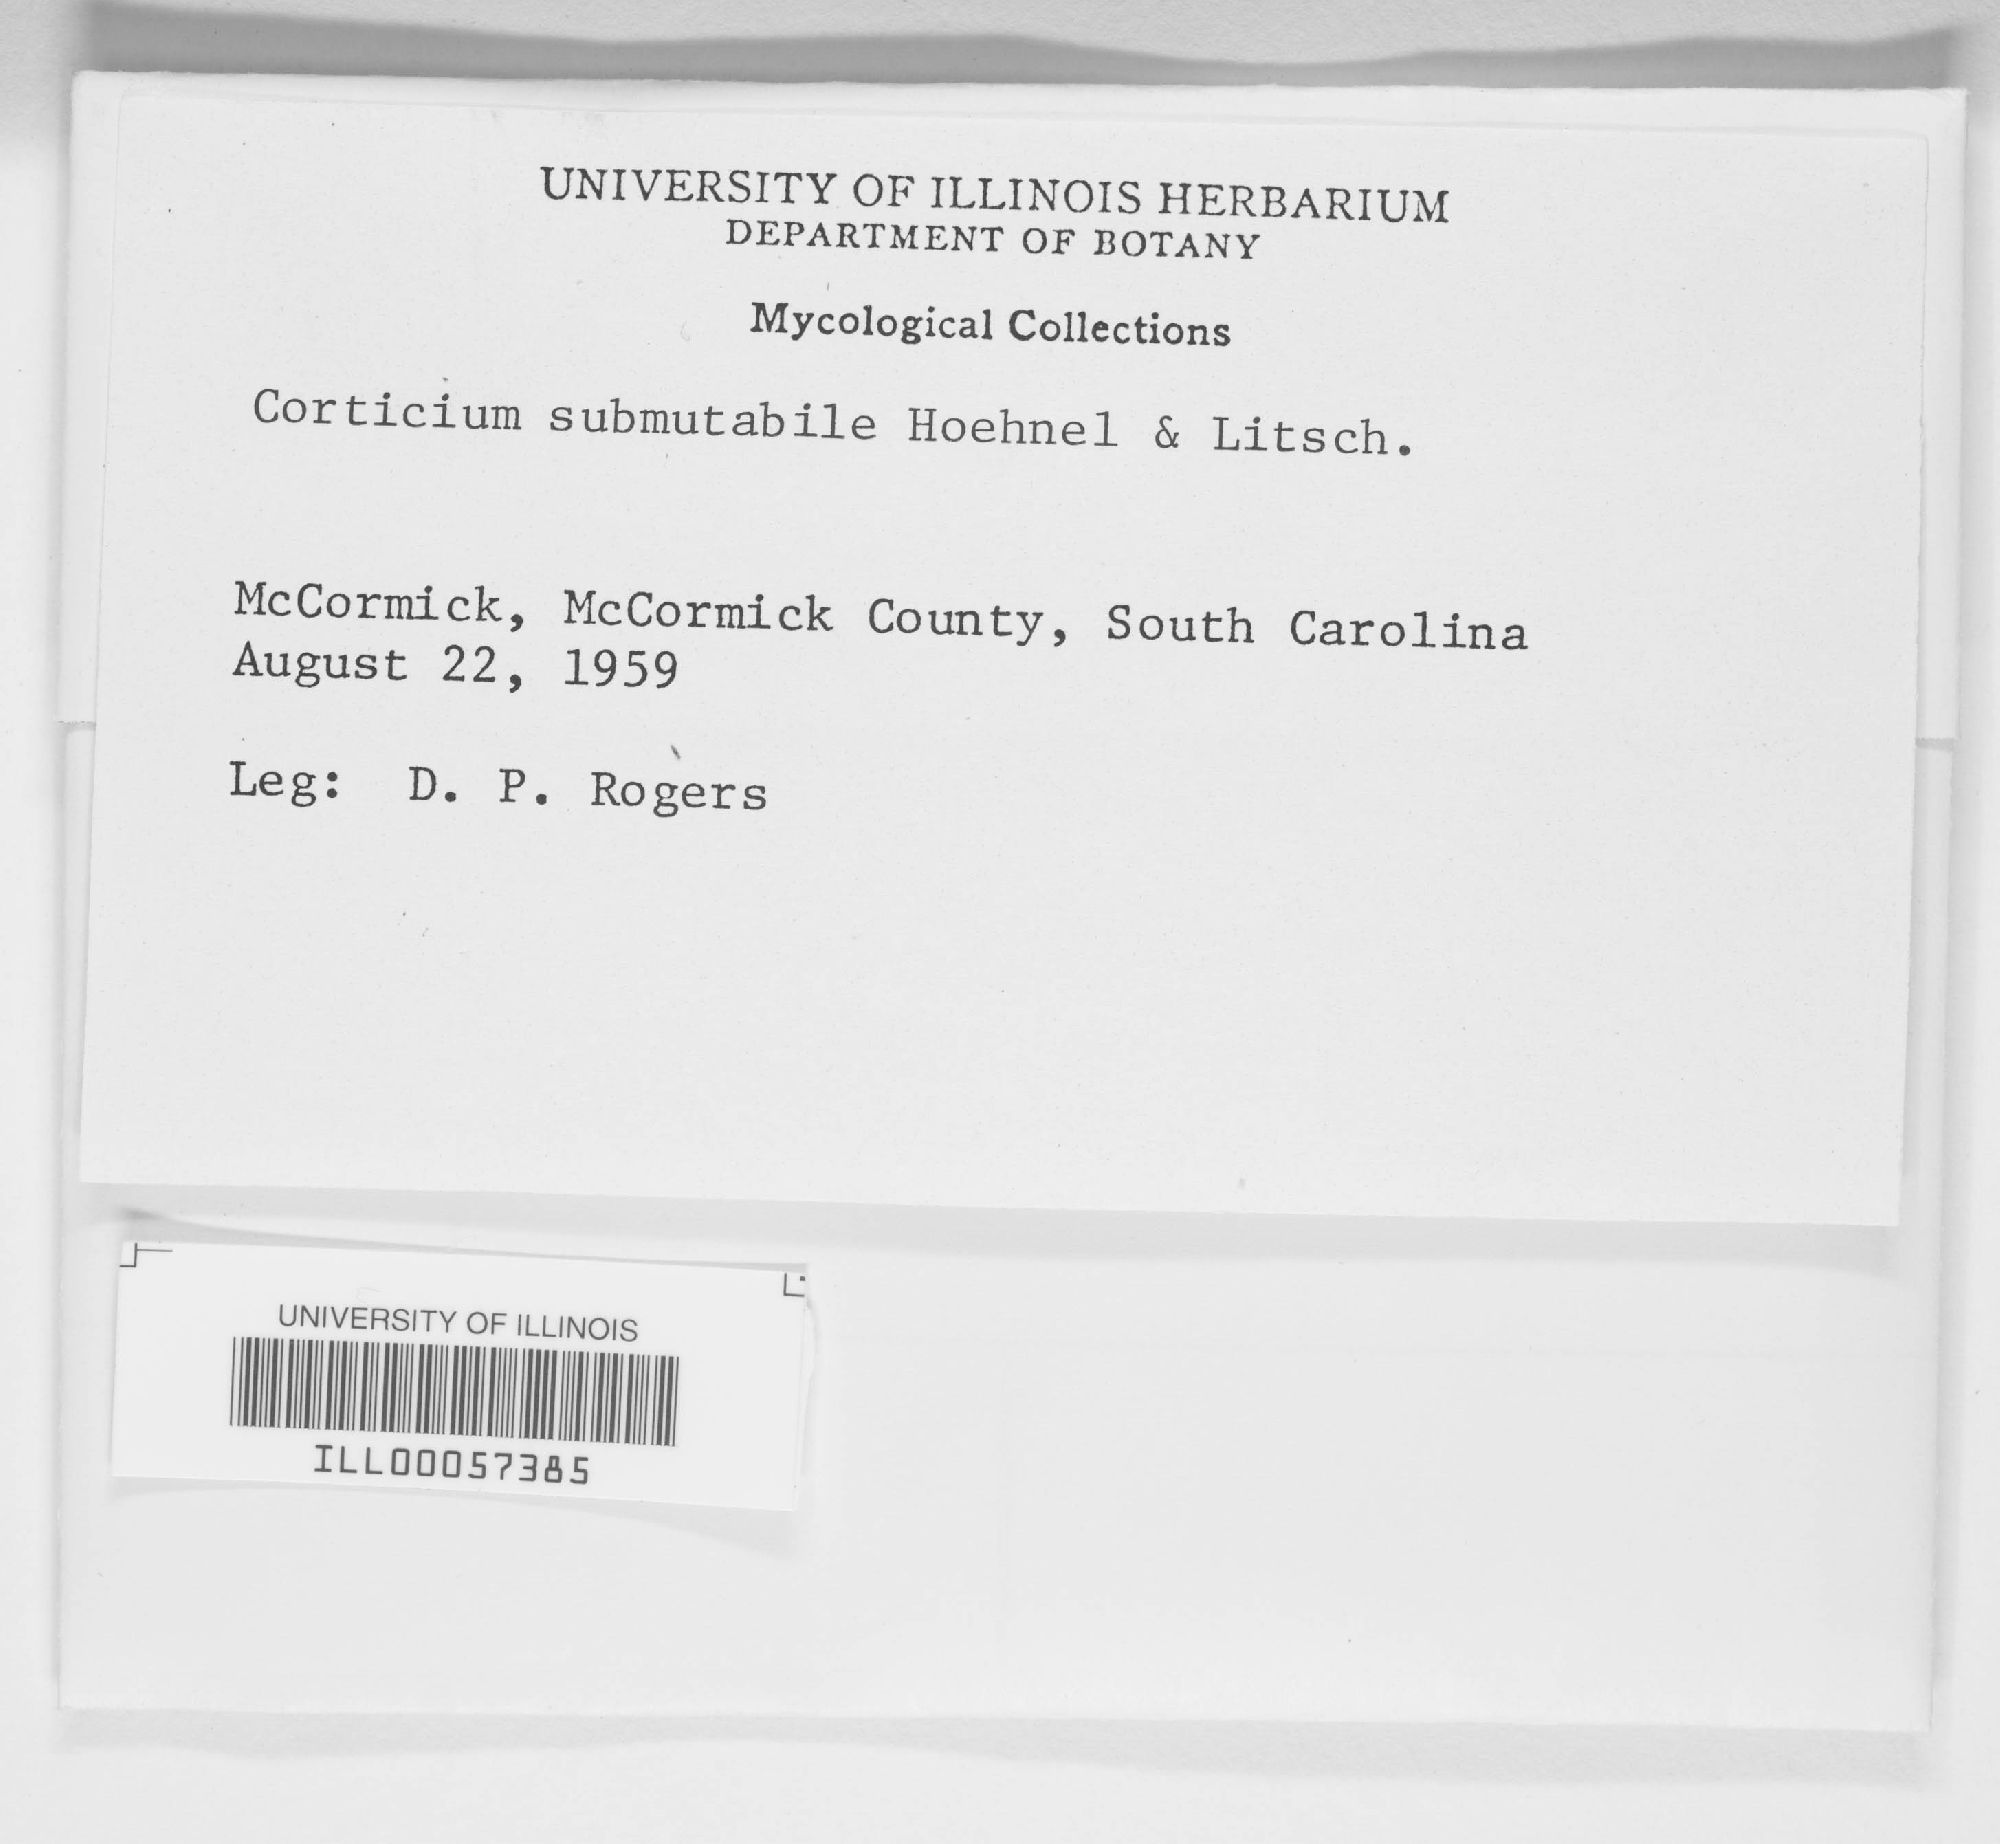 UNIVERSITY OF ILLINOIS HERBARIUM
DEPARTMENT OF BOTANY
Mycological Collections
Corticium submutabile Hoehnel & Litsch.
McCormick, McCormick County, South Carolina
August 22, 1959
Leg: D. P. Rogers
UNIVERSITY OF ILLINOIS
ILL00057385